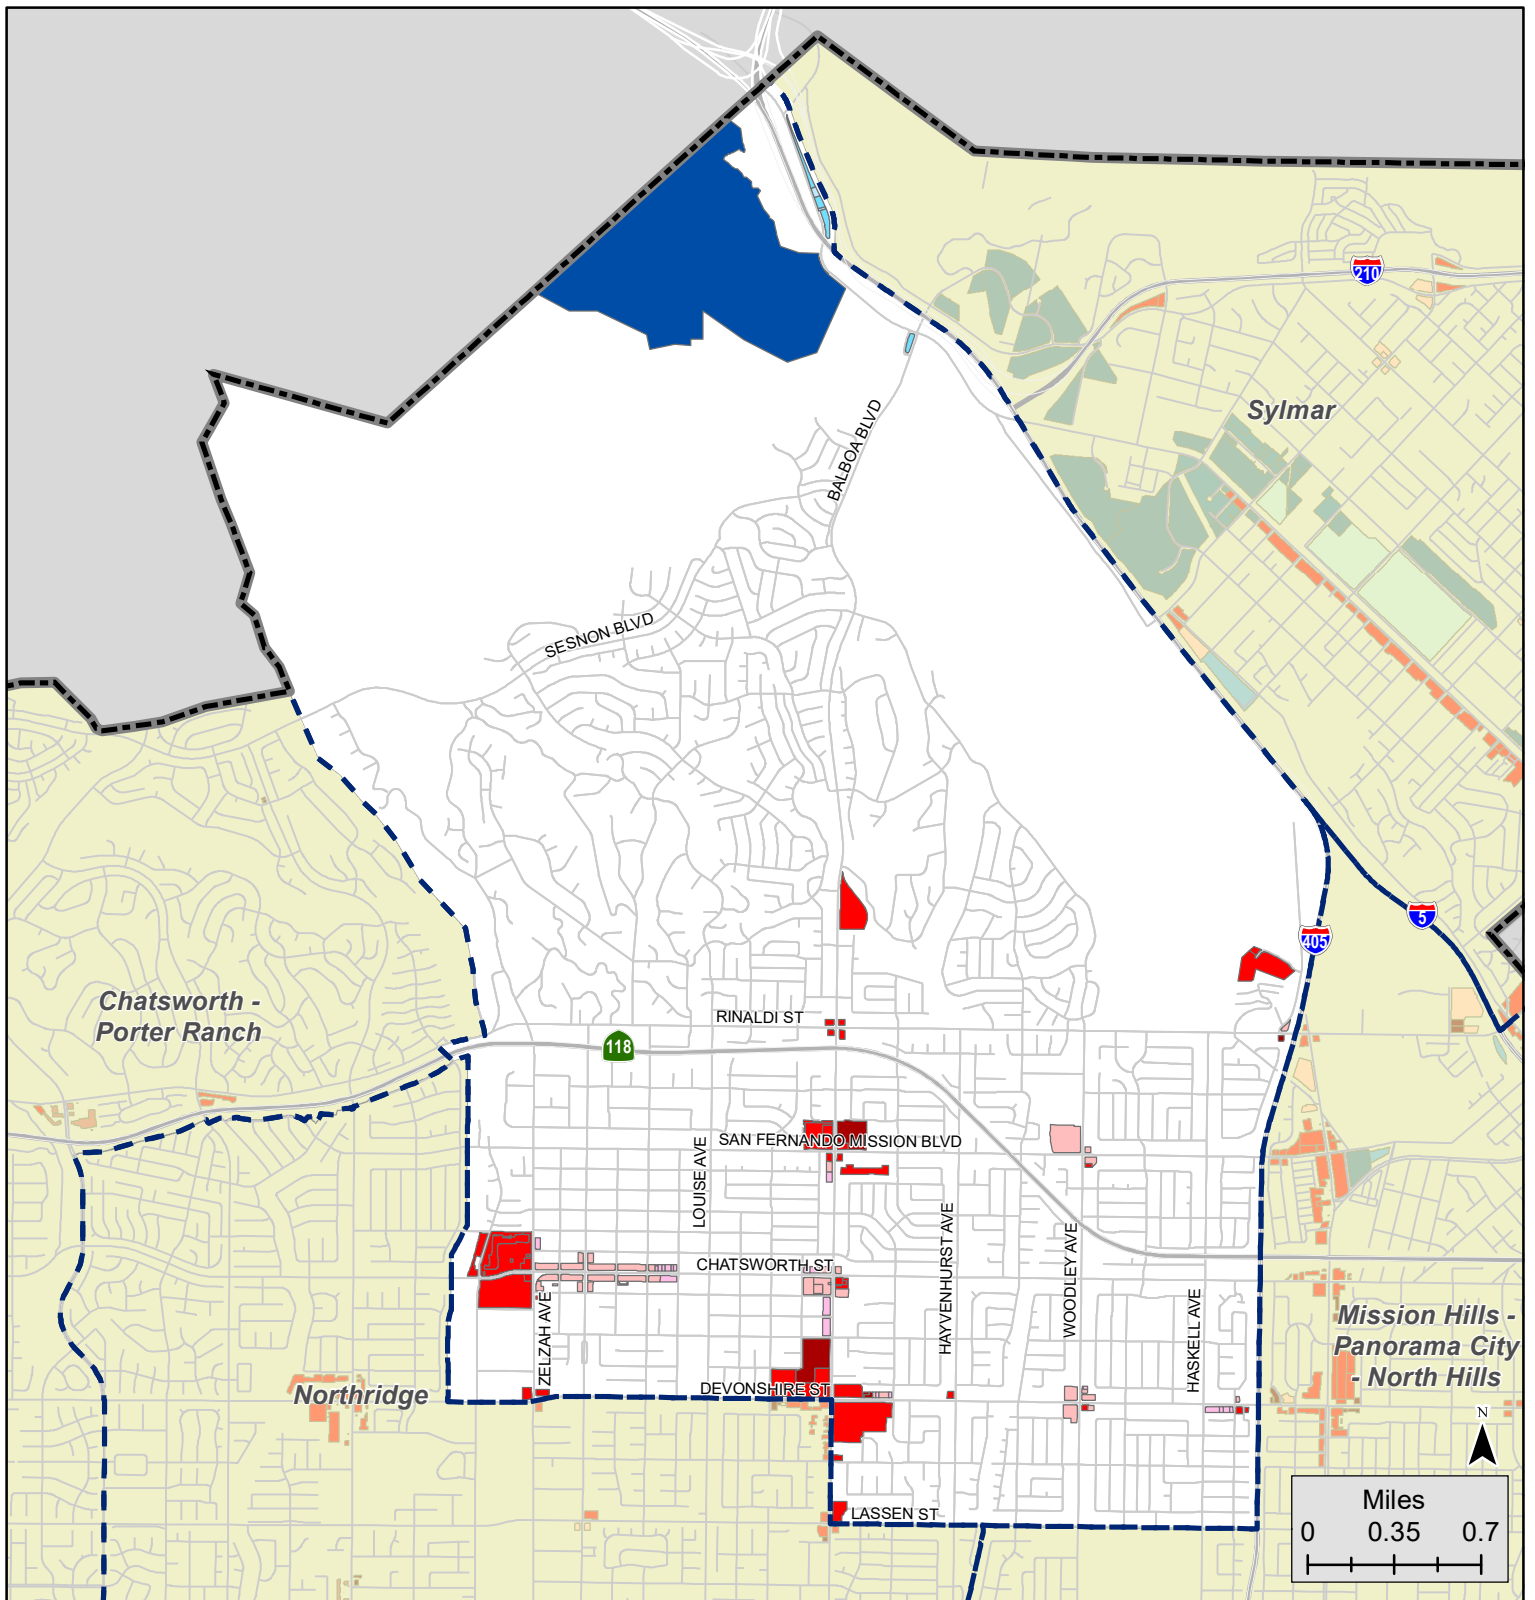 210
Sylmar
BALBOA BLVD
SESNON BLVD
5
405
Chatsworth -
Porter Ranch
RINALDI ST
118
SAN FERNANDO MISSION BLVD
LOUISE AVE
HAYVENHURST AVE
WOODLEY AVE
CHATSWORTH ST
ZELZAH AVE
HASKELL AVE
Mission Hills -
Panorama City
- North Hills
Northridge
DEVONSHIRE ST
N
LASSEN ST
Miles
0 0.35 0.7